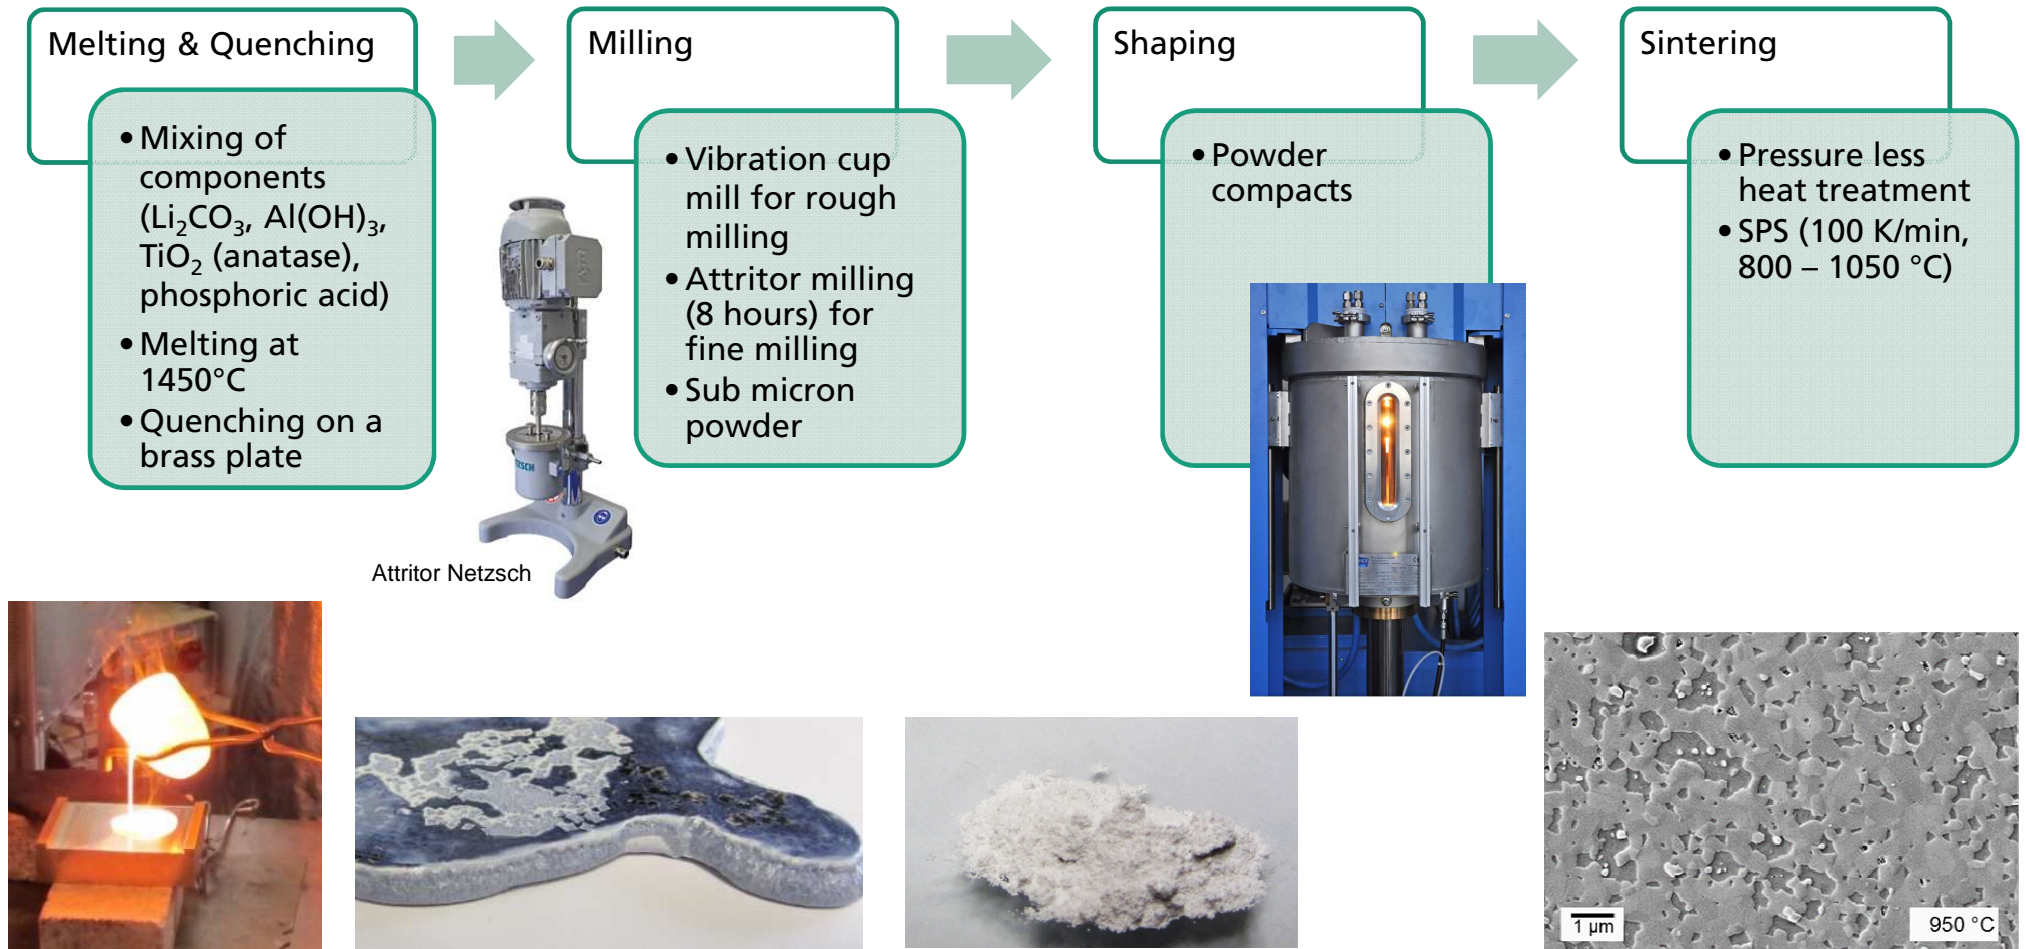 Melting & Quenching
• Mixing of
components
(Li₂CO₃, Al(OH)₃,
TiO₂ (anatase),
phosphoric acid)
• Melting at
1450°C
• Quenching on a
brass plate
Milling
• Vibration cup
mill for rough
milling
• Attritor milling
(8 hours) for
fine milling
• Sub micron
powder
Shaping
• Powder
compacts
Sintering
• Pressure less
heat treatment
• SPS (100 K/min,
800 – 1050 °C)
Attritor Netzsch
1 µm
950 °C